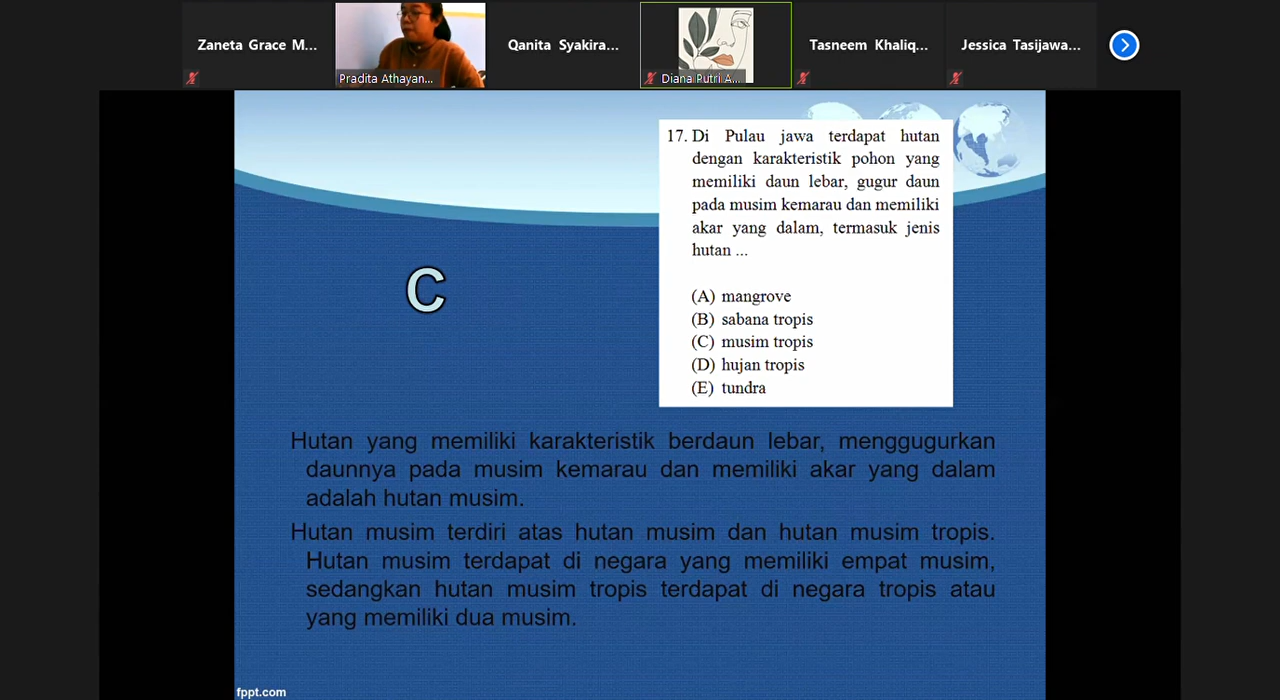 Zaneta Grace M...
Pradita Athayan...
Qanita Syakira...
Diana Putri A...
Tasneem Khaliq...
Jessica Tasijawa...
17. Di Pulau jawa terdapat hutan
dengan karakteristik pohon yang
memiliki daun lebar, gugur daun
pada musim kemarau dan memiliki
akar yang dalam, termasuk jenis
hutan ...
(A) mangrove
(B) sabana tropis
(C) musim tropis
(D) hujan tropis
(E) tundra
C
Hutan yang memiliki karakteristik berdaun lebar, menggugurkan
daunnya pada musim kemarau dan memiliki akar yang dalam
adalah hutan musim.
Hutan musim terdiri atas hutan musim dan hutan musim tropis.
Hutan musim terdapat di negara yang memiliki empat musim,
sedangkan hutan musim tropis terdapat di negara tropis atau
yang memiliki dua musim.
fppt.com